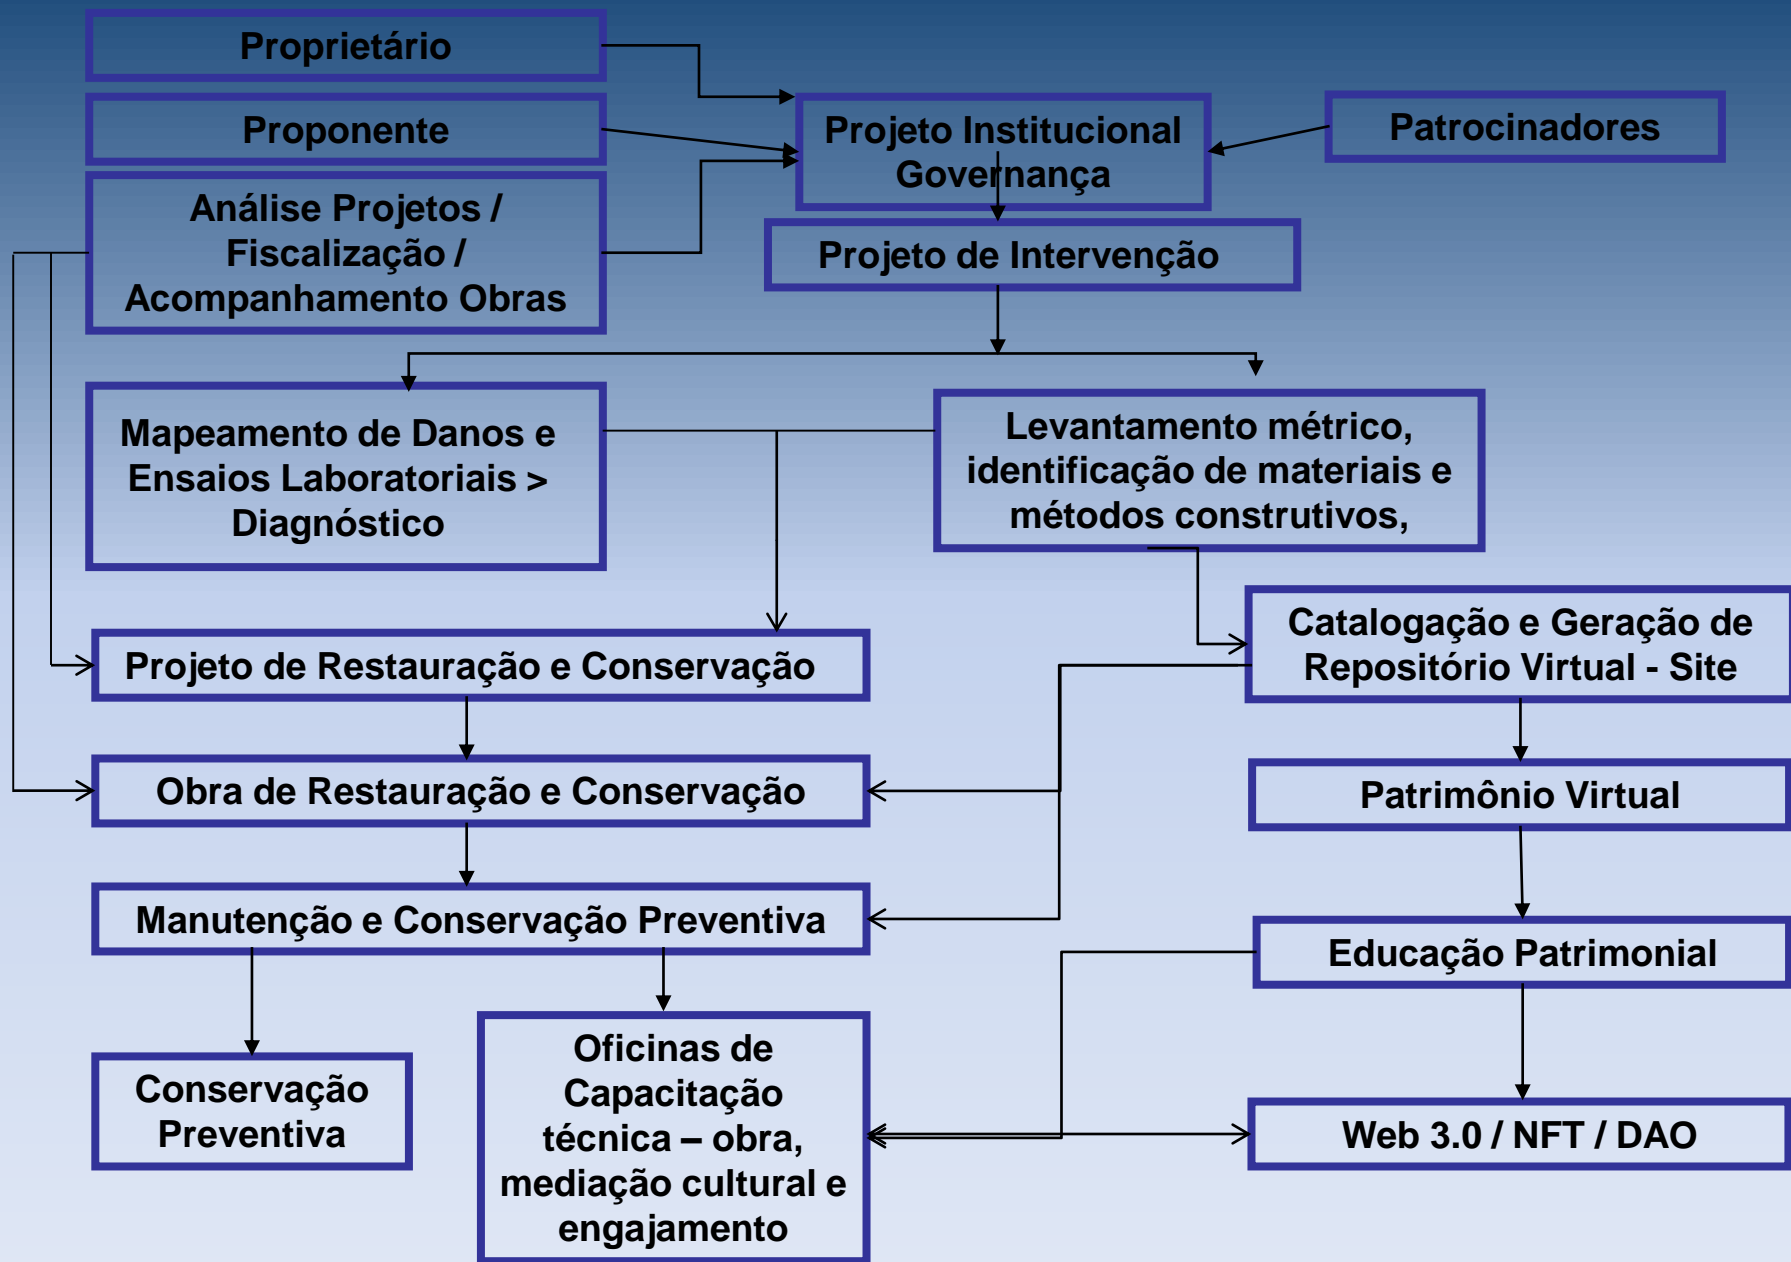 Proprietário
Proponente
Análise Projetos /
Fiscalização /
Acompanhamento Obras
Projeto Institucional
Governança
Patrocinadores
Projeto de Intervenção
Mapeamento de Danos e
Ensaios Laboratoriais >
Diagnóstico
Levantamento métrico,
identificação de materiais e
métodos construtivos,
Projeto de Restauração e Conservação
Catalogação e Geração de
Repositório Virtual - Site
Obra de Restauração e Conservação
Patrimônio Virtual
Manutenção e Conservação Preventiva
Educação Patrimonial
Conservação
Preventiva
Oficinas de
Capacitação
técnica – obra,
mediação cultural e
engajamento
Web 3.0 / NFT / DAO